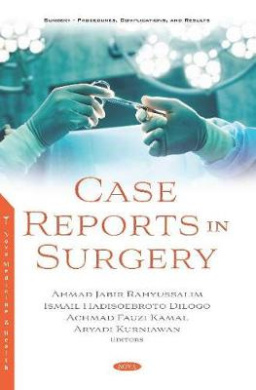 Surgery - Procedures, Complications, and Results
Case
Reports in
Surgery
Ahmad Jabir Rahyussalim
Ismail Hadisoebroto Dilogo
Achmad Fauzi Kamal
Aryadi Kurniawan
Editors
Nova Medicine & Health
NOVA